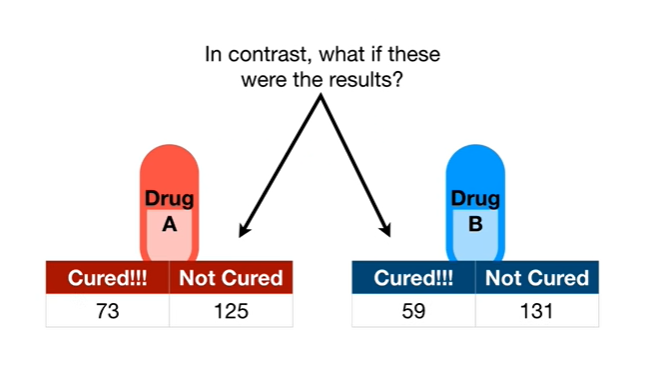 In contrast, what if these
were the results?
Drug
A
Drug
B
Cured!!! Not Cured
73 125
Cured!!! Not Cured
59 131